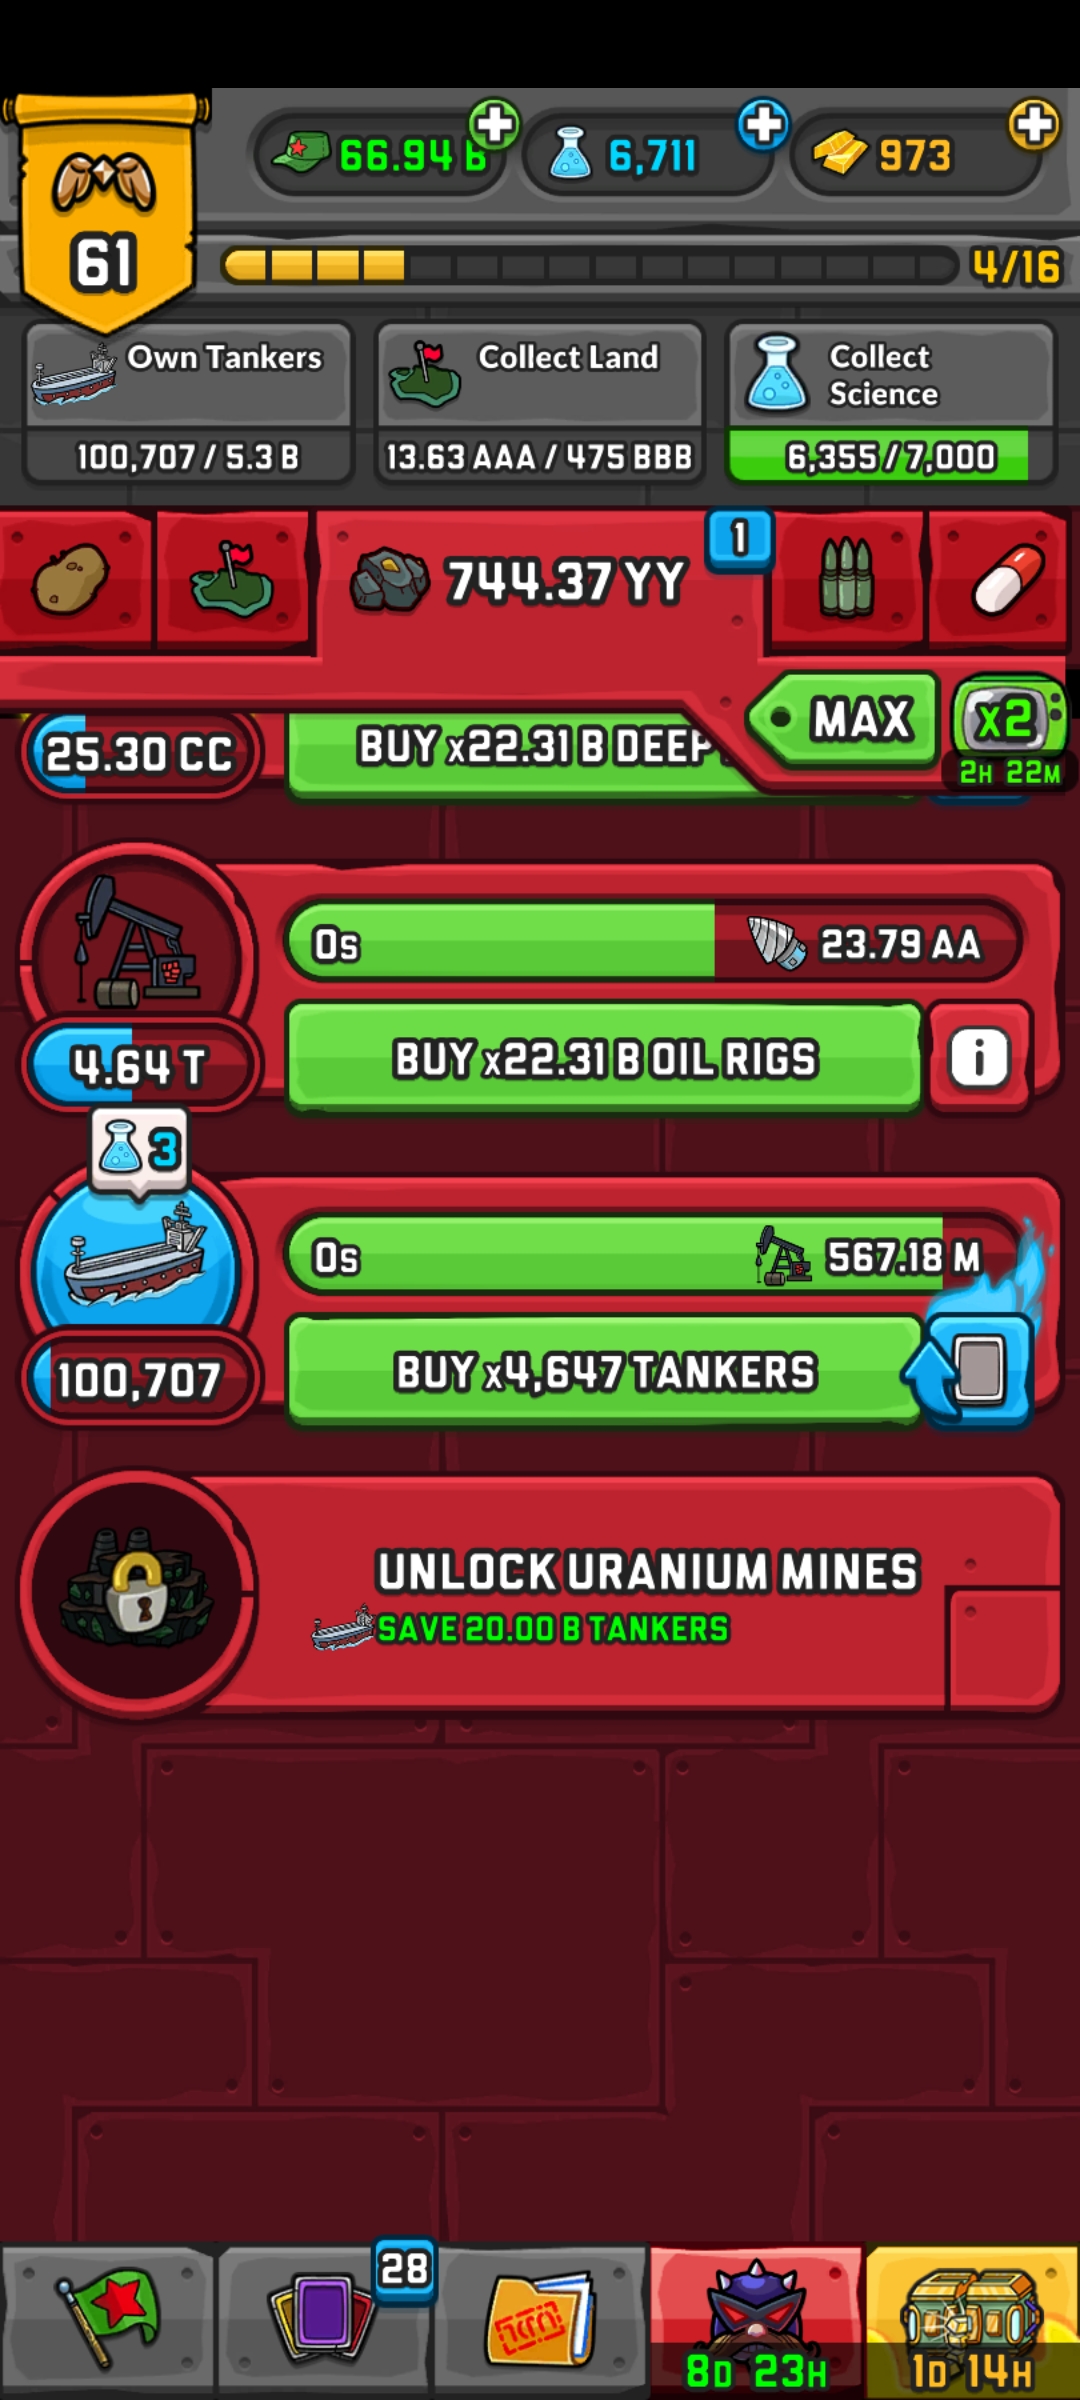 66.94 B
6,711
973
61
4/16
Own Tankers
100,707 / 5.3 B
Collect Land
13.63 AAA / 475 BBB
Collect
Science
6,355 / 7,000
744.37 YY
1
MAX
x2
2H 22M
25.30 CC
BUY x22.31 B DEEP
0s
23.79 AA
4.64 T
BUY x22.31 B OIL RIGS
i
3
0s
567.18 M
100,707
BUY x4,647 TANKERS
UNLOCK URANIUM MINES
SAVE 20.00 B TANKERS
28
8D 23H
1D 14H